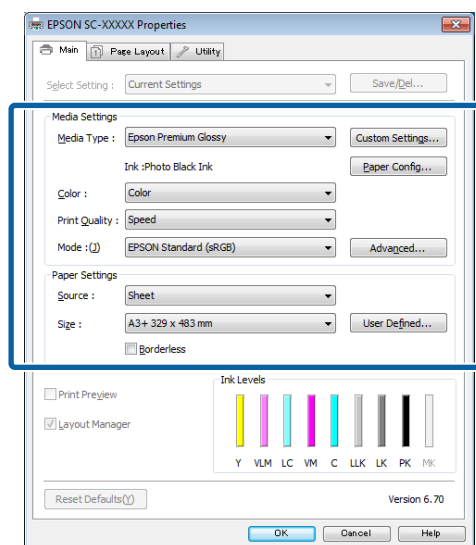 EPSON SC-XXXXX Properties
Main Page Layout Utility
Select Setting : Current Settings Save/Del...
Media Settings
Media Type : Epson Premium Glossy Custom Settings...
Ink :Photo Black Ink Paper Config...
Color : Color
Print Quality : Speed
Mode :(J) EPSON Standard (sRGB) Advanced...
Paper Settings
Source : Sheet
Size : A3+ 329 x 483 mm User Defined...
Borderless
Ink Levels
Print Preview
Layout Manager
Y VLM LC VM C LLK LK PK MK
Reset Defaults(Y) Version 6.70
OK Cancel Help